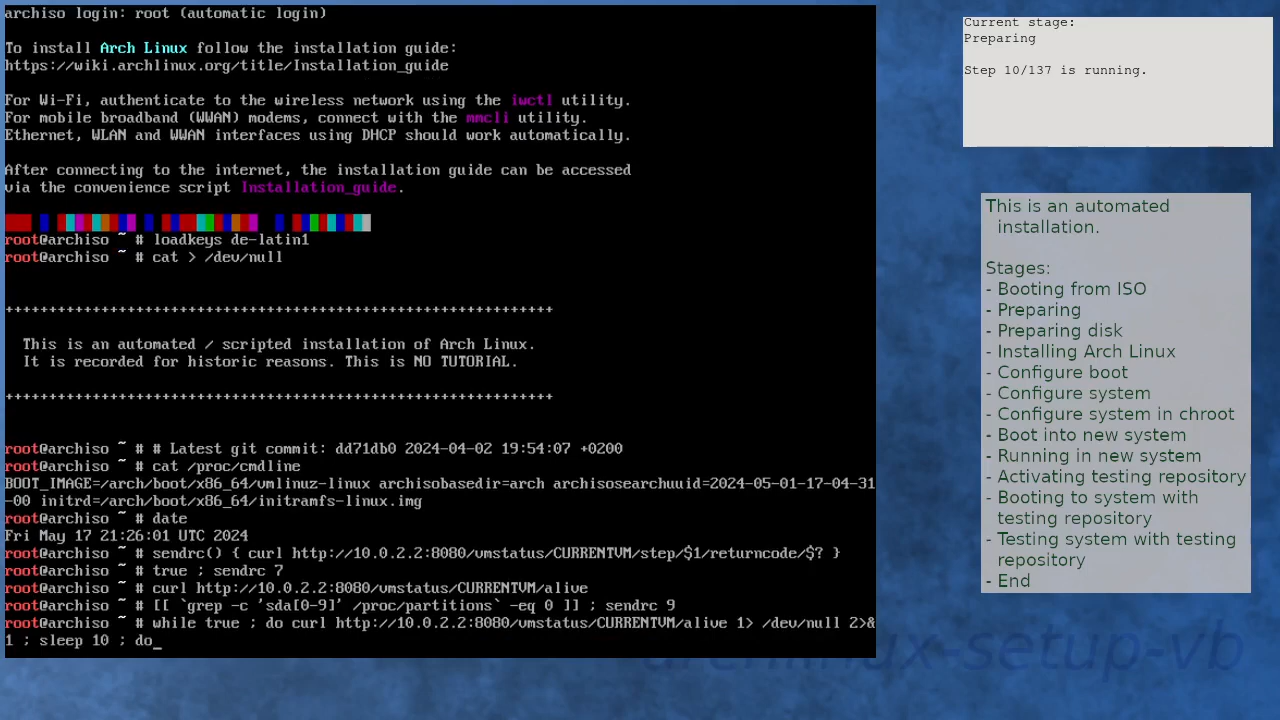 archiso login: root (automatic login)
To install Arch Linux follow the installation guide:
https://wiki.archlinux.org/title/Installation_guide
For Wi-Fi, authenticate to the wireless network using the iwctl utility.
For mobile broadband (WWAN) modems, connect with the mmcli utility.
Ethernet, WLAN and WWAN interfaces using DHCP should work automatically.
After connecting to the internet, the installation guide can be accessed
via the convenience script Installation_guide.
root@archiso ~ # loadkeys de-latin1
root@archiso ~ # cat > /dev/null
+++++++++++++++++++++++++++++++++++++++++++++++++++++++++++++++
This is an automated / scripted installation of Arch Linux.
It is recorded for historic reasons. This is NO TUTORIAL.
+++++++++++++++++++++++++++++++++++++++++++++++++++++++++++++++
root@archiso ~ # # Latest git commit: dd71db0 2024-04-02 19:54:07 +0200
root@archiso ~ # cat /proc/cmdline
BOOT_IMAGE=/arch/boot/x86_64/vmlinuz-linux archisobasedir=arch archisosearchuuid=2024-05-01-17-04-31
-00 initrd=/arch/boot/x86_64/initramfs-linux.img
root@archiso ~ # date
Fri May 17 21:26:01 UTC 2024
root@archiso ~ # sendrc() { curl http://10.0.2.2:8080/vmstatus/CURRENTVM/step/$1/returncode/$? }
root@archiso ~ # true ; sendrc 7
root@archiso ~ # curl http://10.0.2.2:8080/vmstatus/CURRENTVM/alive
root@archiso ~ # [[ `grep -c 'sda[0-9]' /proc/partitions` -eq 0 ]] ; sendrc 9
root@archiso ~ # while true ; do curl http://10.0.2.2:8080/vmstatus/CURRENTVM/alive 1> /dev/null 2>&
1 ; sleep 10 ; do_
Current stage:
Preparing
Step 10/137 is running.
This is an automated
installation.
Stages:
- Booting from ISO
- Preparing
- Preparing disk
- Installing Arch Linux
- Configure boot
- Configure system
- Configure system in chroot
- Boot into new system
- Running in new system
- Activating testing repository
- Booting to system with
testing repository
- Testing system with testing
repository
- End
archlinux-setup-vb